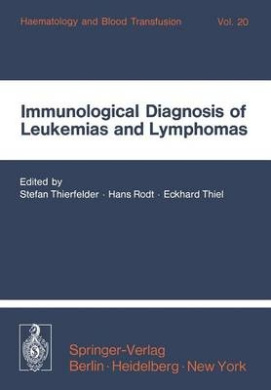 Haematology and Blood Transfusion Vol. 20
Immunological Diagnosis of
Leukemias and Lymphomas
Edited by
Stefan Thierfelder · Hans Rodt · Eckhard Thiel
Springer-Verlag
Berlin · Heidelberg · New York